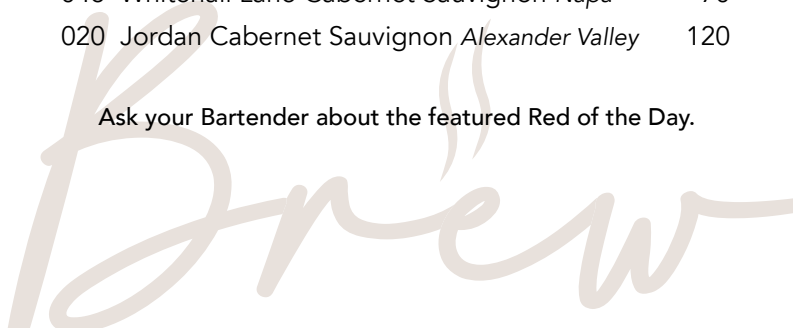 020 Jordan Cabernet Sauvignon Alexander Valley 120
Ask your Bartender about the featured Red of the Day.
Brew